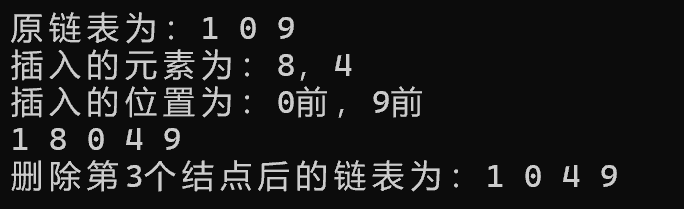 原链表为：1 0 9
插入的元素为：8，4
插入的位置为：0前，9前
1 8 0 4 9
删除第3个结点后的链表为：1 0 4 9